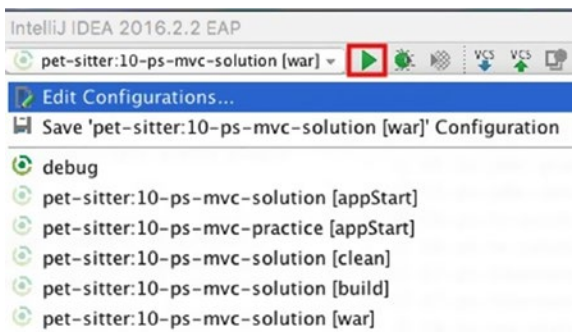 IntelliJ IDEA 2016.2.2 EAP
pet-sitter:10-ps-mvc-solution [war]
VCS VCS
Edit Configurations...
Save 'pet-sitter:10-ps-mvc-solution [war]' Configuration
debug
pet-sitter:10-ps-mvc-solution [appStart]
pet-sitter:10-ps-mvc-practice [appStart]
pet-sitter:10-ps-mvc-solution [clean]
pet-sitter:10-ps-mvc-solution [build]
pet-sitter:10-ps-mvc-solution [war]